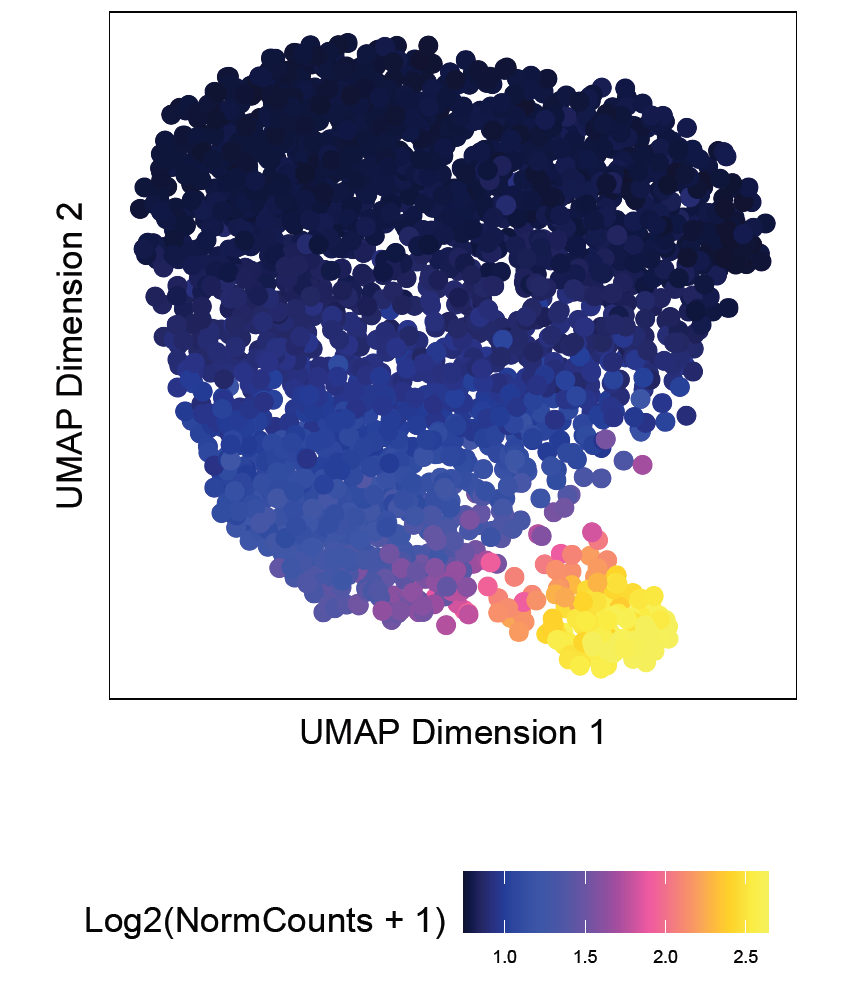 UMAP Dimension 2
UMAP Dimension 1
Log2(NormCounts + 1)
1.0 1.5 2.0 2.5